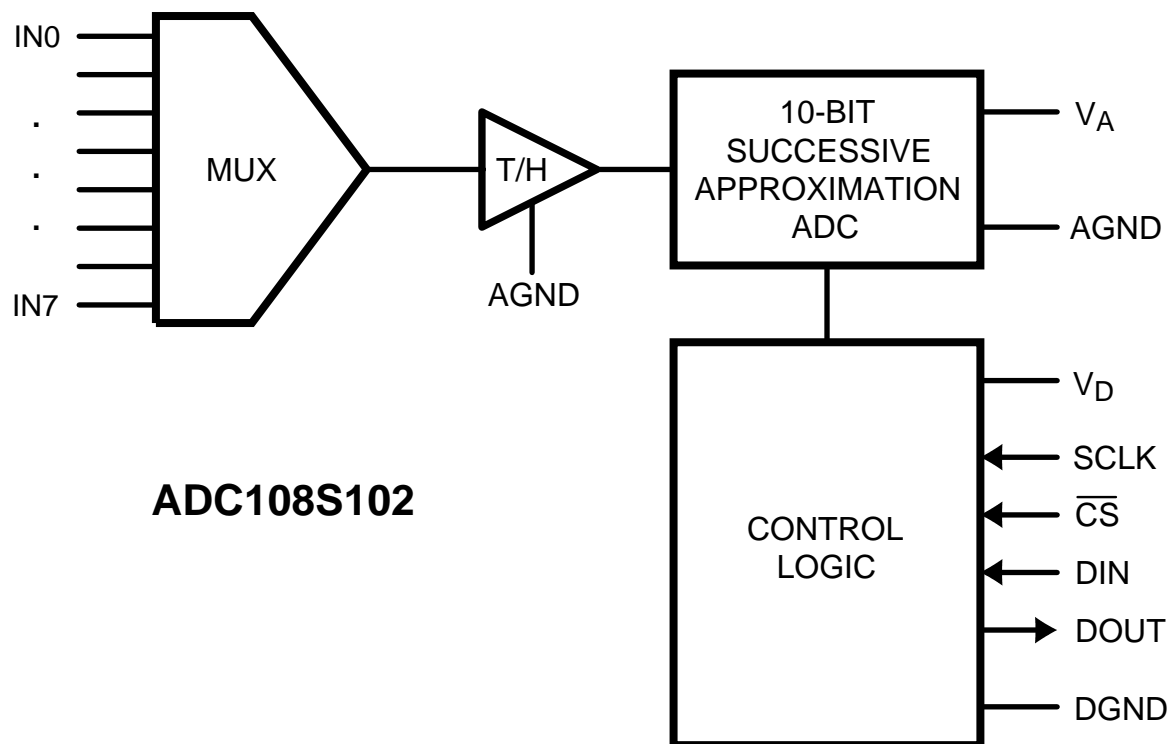 IN0
.
.
.
IN7
MUX
T/H
AGND
10-BIT
SUCCESSIVE
APPROXIMATION
ADC
VA
AGND
CONTROL
LOGIC
VD
SCLK
C̅S̅
DIN
DOUT
DGND
ADC108S102